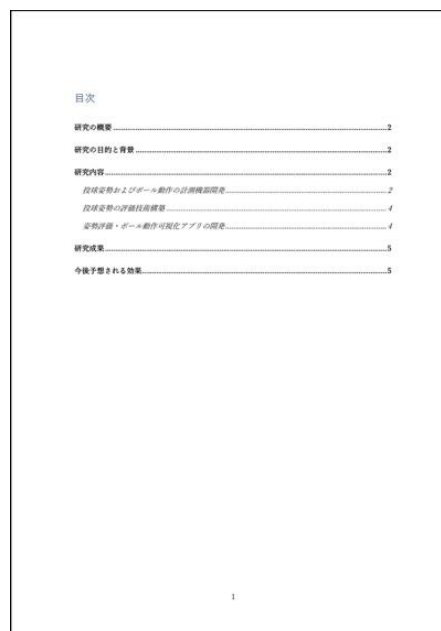 目次
研究の概要 2
研究の目的と背景 2
研究内容 2
投球姿勢およびボール動作の計測機器開発 2
投球姿勢の評価技術構築 4
姿勢評価・ボール動作可視化アプリの開発 4
研究成果 5
今後予想される効果 5
1